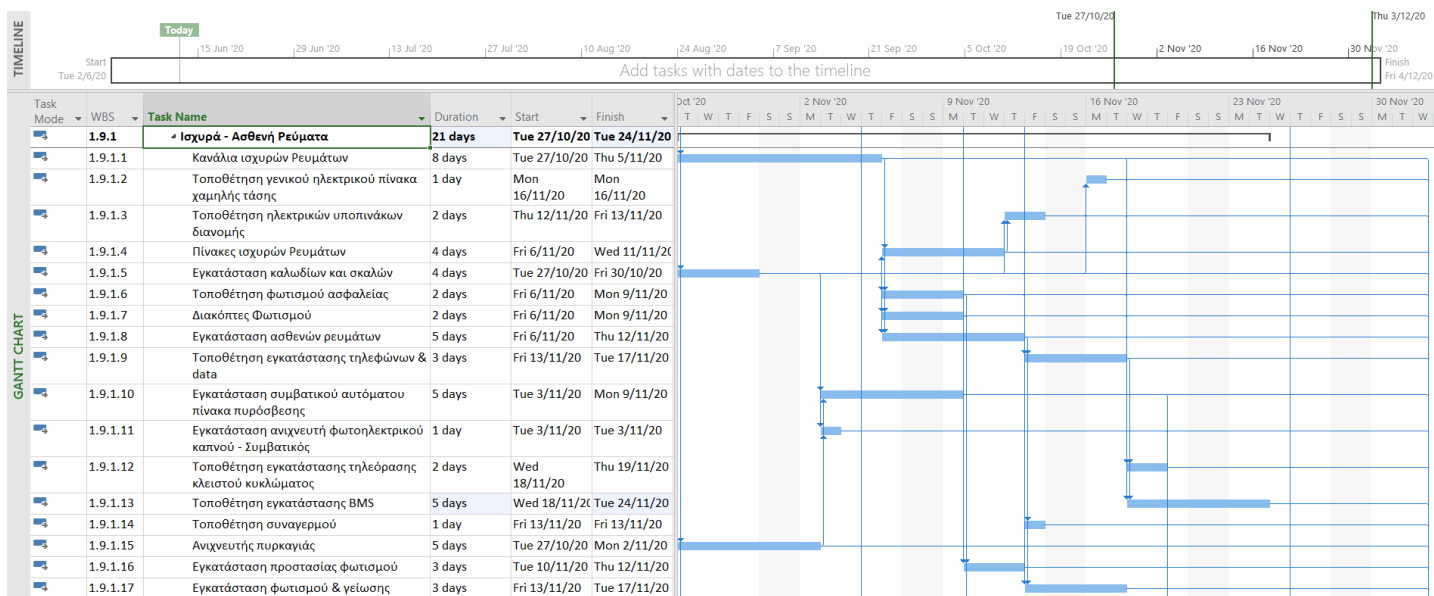 TIMELINE
Tue 27/10/20 Thu 3/12/20
Today
15 Jun '20 29 Jun '20 13 Jul '20 27 Jul '20 10 Aug '20 24 Aug '20 7 Sep '20 21 Sep '20 5 Oct '20 19 Oct '20 2 Nov '20 16 Nov '20 30 Nov '20
Start Finish
Tue 2/6/20 Add tasks with dates to the timeline Fri 4/12/20
GANTT CHART
Task Mode WBS Task Name Duration Start Finish
Oct '20 2 Nov '20 9 Nov '20 16 Nov '20 23 Nov '20 30 Nov '20
T W T F S S M T W T F S S M T W T F S S M T W T F S S M T W T F S S M T W
1.9.1 Ισχυρά - Ασθενή Ρεύματα 21 days Tue 27/10/20 Tue 24/11/20
1.9.1.1 Κανάλια ισχυρών Ρευμάτων 8 days Tue 27/10/20 Thu 5/11/20
1.9.1.2 Τοποθέτηση γενικού ηλεκτρικού πίνακα 1 day Mon Mon
χαμηλής τάσης 16/11/20 16/11/20
1.9.1.3 Τοποθέτηση ηλεκτρικών υποπινάκων 2 days Thu 12/11/20 Fri 13/11/20
διανομής
1.9.1.4 Πίνακες ισχυρών Ρευμάτων 4 days Fri 6/11/20 Wed 11/11/20
1.9.1.5 Εγκατάσταση καλωδίων και σκαλών 4 days Tue 27/10/20 Fri 30/10/20
1.9.1.6 Τοποθέτηση φωτισμού ασφαλείας 2 days Fri 6/11/20 Mon 9/11/20
1.9.1.7 Διακόπτες Φωτισμού 2 days Fri 6/11/20 Mon 9/11/20
1.9.1.8 Εγκατάσταση ασθενών ρευμάτων 5 days Fri 6/11/20 Thu 12/11/20
1.9.1.9 Τοποθέτηση εγκατάστασης τηλεφώνων & 3 days Fri 13/11/20 Tue 17/11/20
data
1.9.1.10 Εγκατάσταση συμβατικού αυτόματου 5 days Tue 3/11/20 Mon 9/11/20
πίνακα πυρόσβεσης
1.9.1.11 Εγκατάσταση ανιχνευτή φωτοηλεκτρικού 1 day Tue 3/11/20 Tue 3/11/20
καπνού - Συμβατικός
1.9.1.12 Τοποθέτηση εγκατάστασης τηλεόρασης 2 days Wed Thu 19/11/20
κλειστού κυκλώματος 18/11/20
1.9.1.13 Τοποθέτηση εγκατάστασης BMS 5 days Wed 18/11/20 Tue 24/11/20
1.9.1.14 Τοποθέτηση συναγερμού 1 day Fri 13/11/20 Fri 13/11/20
1.9.1.15 Ανιχνευτής πυρκαγιάς 5 days Tue 27/10/20 Mon 2/11/20
1.9.1.16 Εγκατάσταση προστασίας φωτισμού 3 days Tue 10/11/20 Thu 12/11/20
1.9.1.17 Εγκατάσταση φωτισμού & γείωσης 3 days Fri 13/11/20 Tue 17/11/20